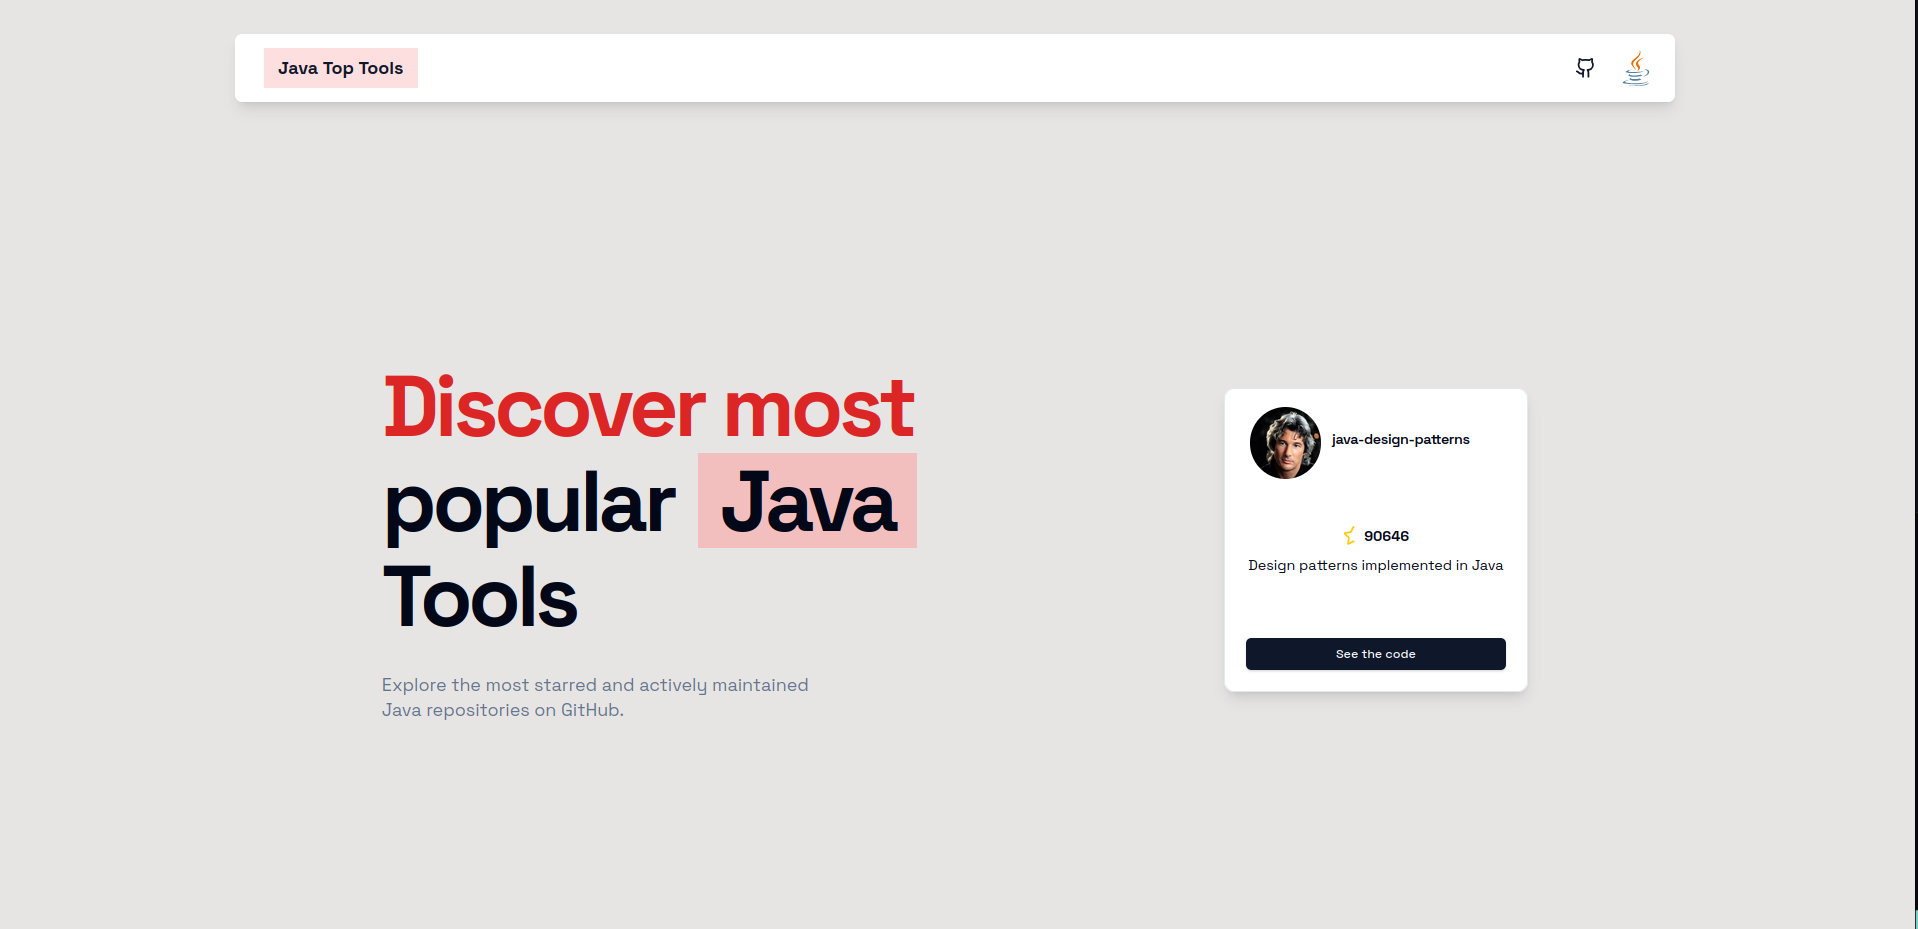 Java Top Tools
Discover most
popular Java
Tools
Explore the most starred and actively maintained
Java repositories on GitHub.
java-design-patterns
90646
Design patterns implemented in Java
See the code